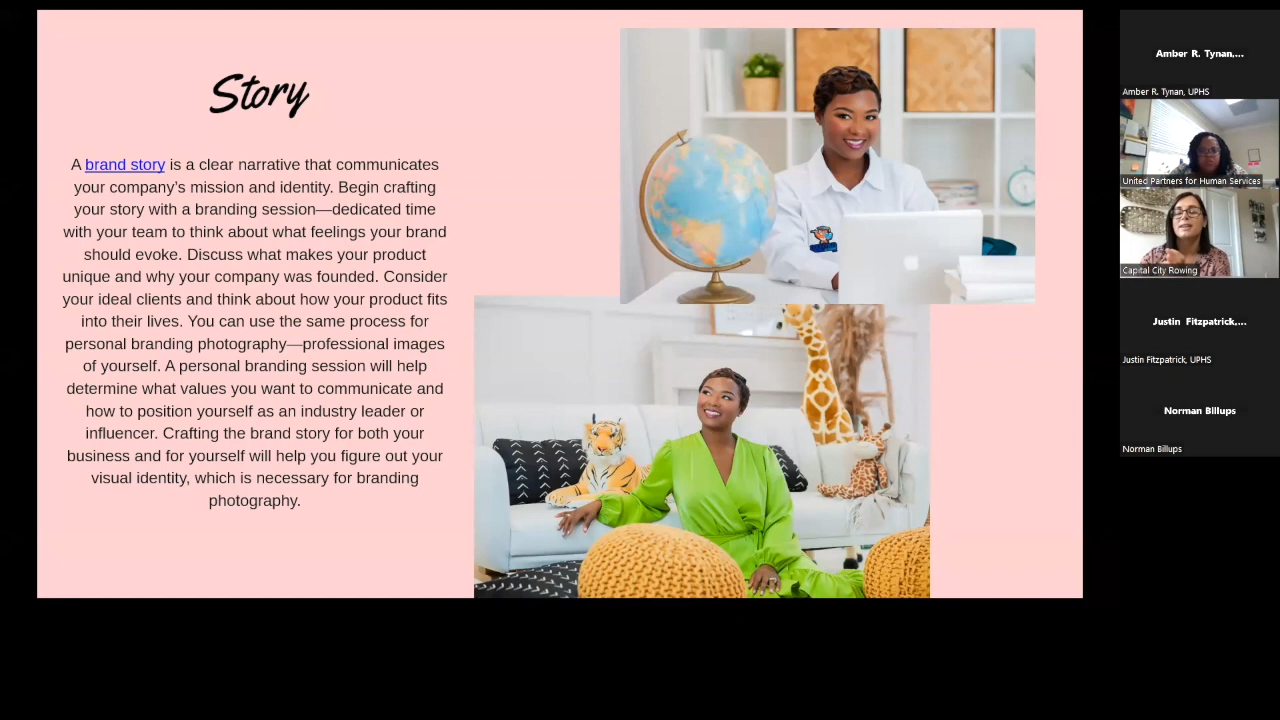 Story
A brand story is a clear narrative that communicates
your company’s mission and identity. Begin crafting
your story with a branding session—dedicated time
with your team to think about what feelings your brand
should evoke. Discuss what makes your product
unique and why your company was founded. Consider
your ideal clients and think about how your product fits
into their lives. You can use the same process for
personal branding photography—professional images
of yourself. A personal branding session will help
determine what values you want to communicate and
how to position yourself as an industry leader or
influencer. Crafting the brand story for both your
business and for yourself will help you figure out your
visual identity, which is necessary for branding
photography.
Amber R. Tynan,...
Amber R. Tynan, UPHS
United Partners for Human Services
Capital City Rowing
Justin Fitzpatrick,...
Justin Fitzpatrick, UPHS
Norman Billups
Norman Billups